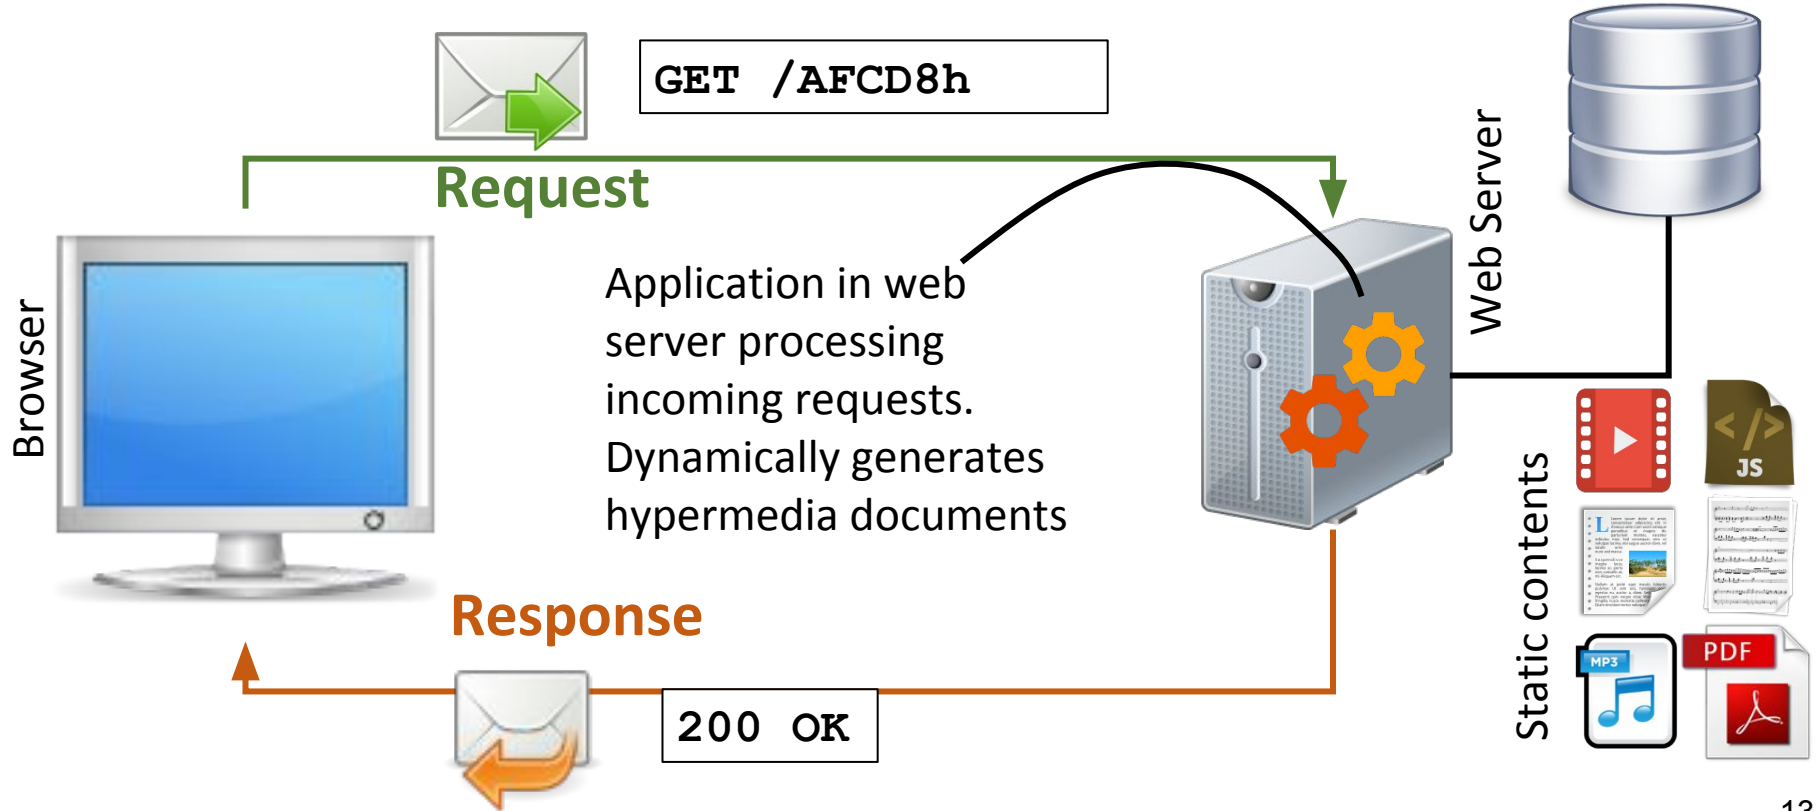 GET /AFCD8h
Request
Browser
Application in web
server processing
incoming requests.
Dynamically generates
hypermedia documents
Web Server
Static contents
</>
JS
MP3
PDF
Response
200 OK
13